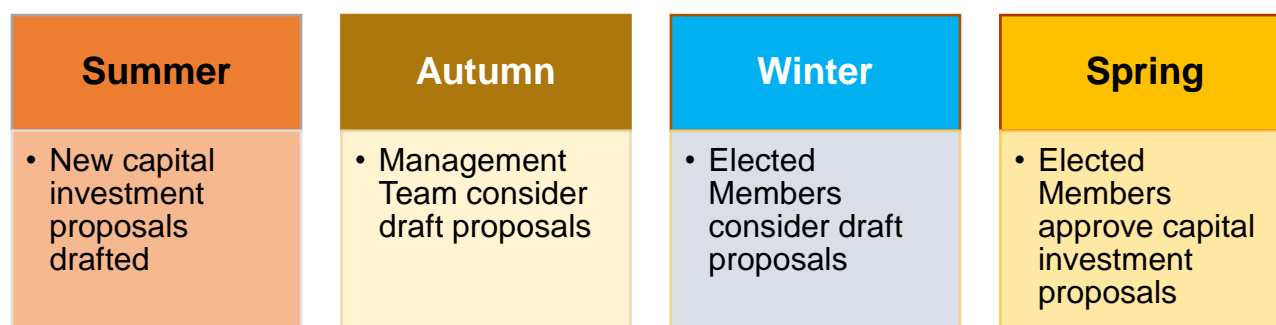 Summer
• New capital
investment
proposals
drafted
Autumn
• Management
Team consider
draft proposals
Winter
• Elected
Members
consider draft
proposals
Spring
• Elected
Members
approve capital
investment
proposals